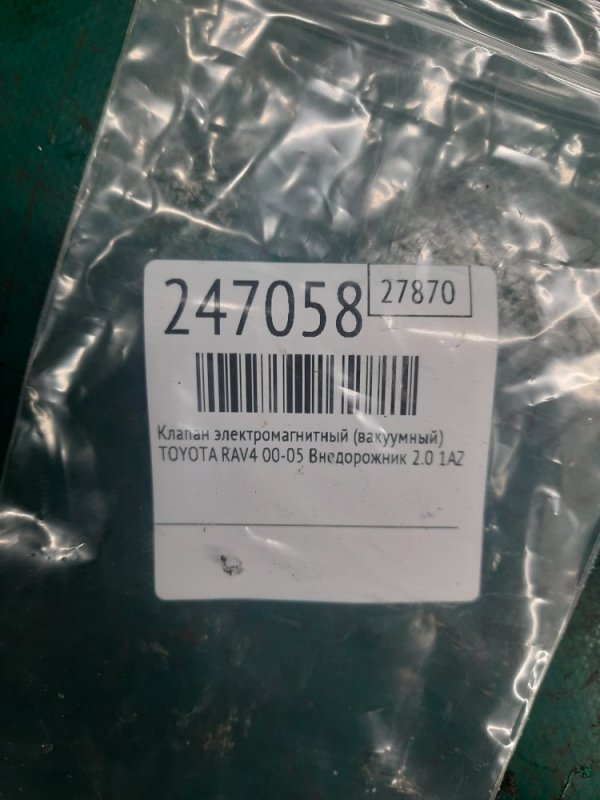 247058
27870
Клапан электромагнитный (вакуумный)
TOYOTA RAV4 00-05 Внедорожник 2.0 1AZ